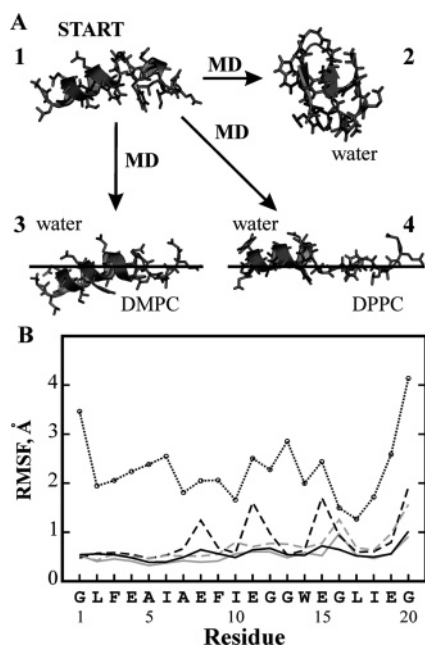 A
START
1
MD
2
MD
MD
water
3
water
4
water
DMPC
DPPC
B
4
3
2
1
0
RMSF, Å
G L F E A I A E F I E G G W E G L I E G
1 5 10 15 20
Residue